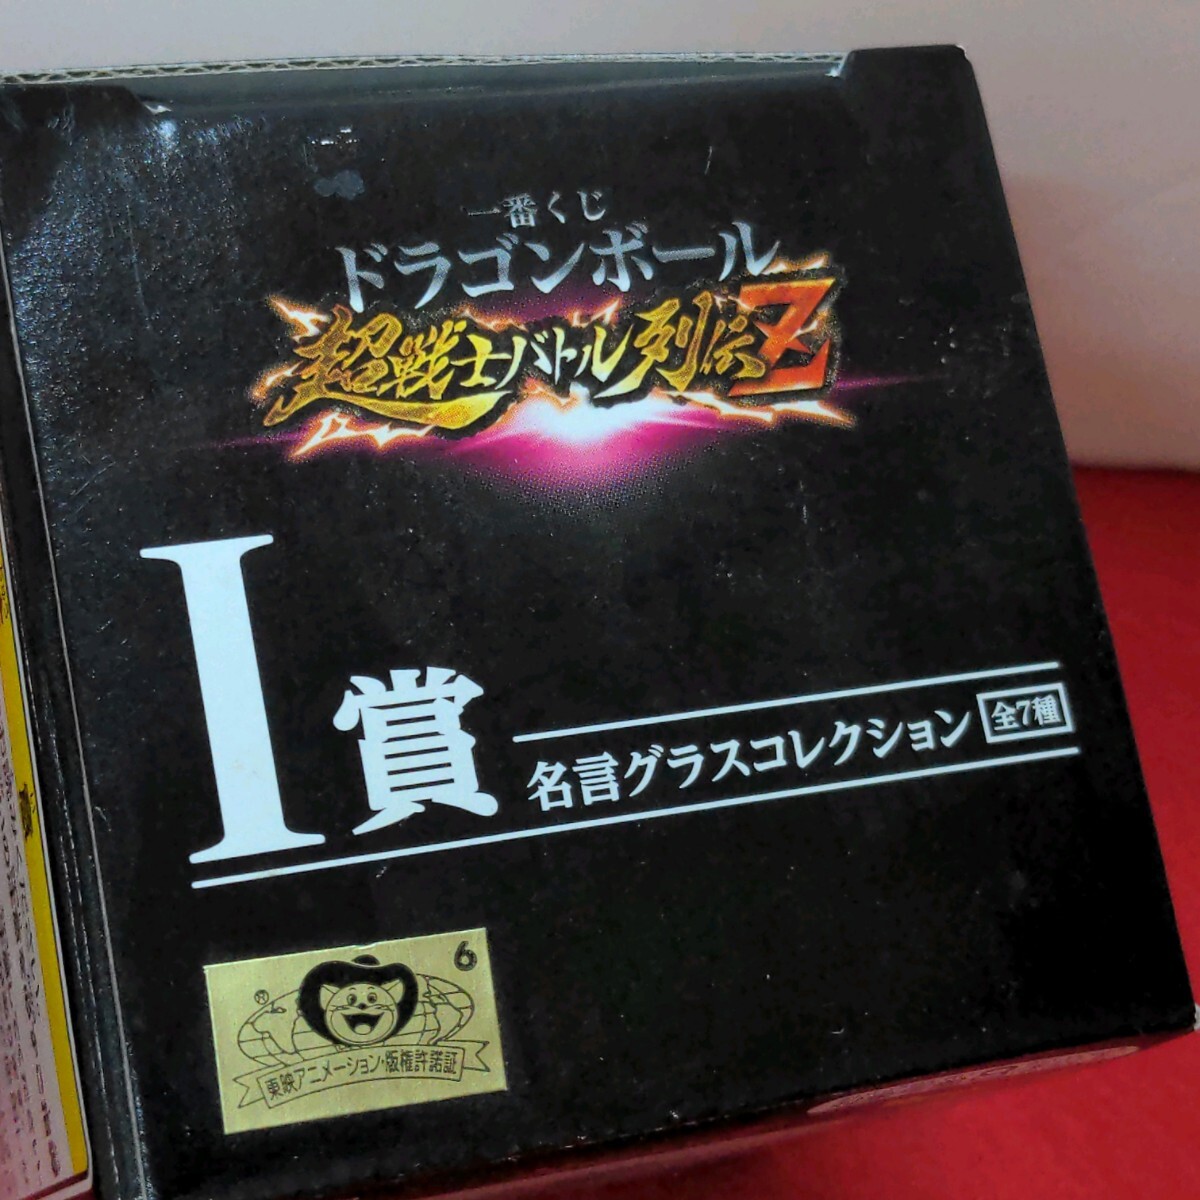 一番くじ
ドラゴンボール
超戦士バトル列伝Z
I賞
名言グラスコレクション 全7種
6
®
東映アニメーション・版権許諾証